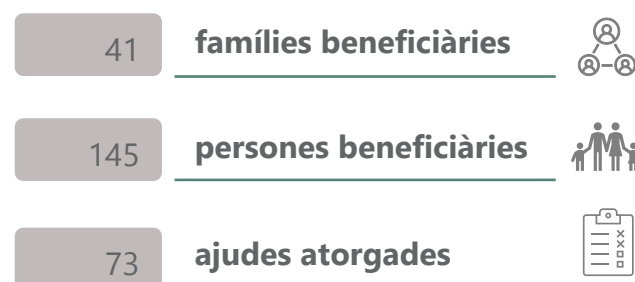 41 famílies beneficiàries
145 persones beneficiàries
73 ajudes atorgades